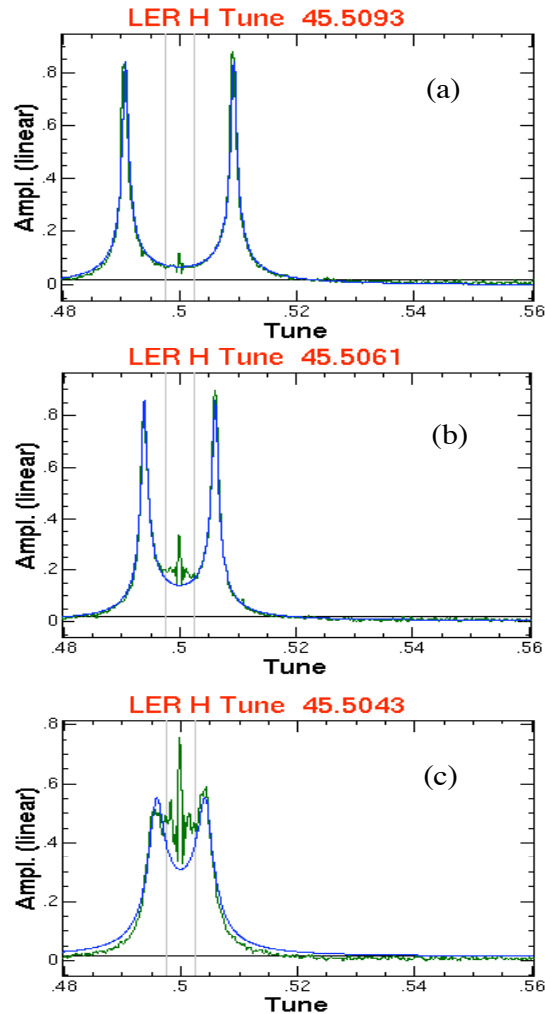 LER H Tune 45.5093
.8
.6
.4
.2
0
Ampl. (linear)
(a)
.48 .5 .52 .54 .56
Tune
LER H Tune 45.5061
.8
.6
.4
.2
0
Ampl. (linear)
(b)
.48 .5 .52 .54 .56
Tune
LER H Tune 45.5043
.8
.6
.4
.2
0
Ampl. (linear)
(c)
.48 .5 .52 .54 .56
Tune